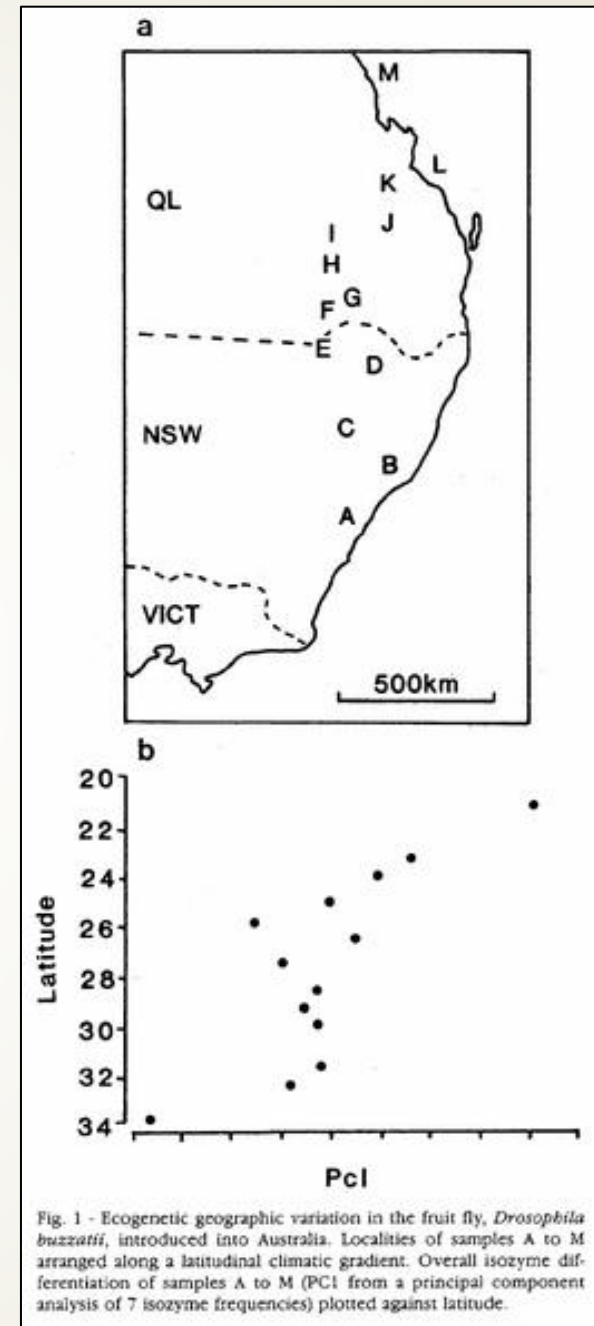 a
M
L
K
QL
J
I
H
G
F
E
D
NSW
C
B
A
VICT
500km
b
20
22
24
26
28
30
32
34
Latitude
PcI
Fig. 1 - Ecogenetic geographic variation in the fruit fly, Drosophila
buzzatii, introduced into Australia. Localities of samples A to M
arranged along a latitudinal climatic gradient. Overall isozyme dif-
ferentiation of samples A to M (PC1 from a principal component
analysis of 7 isozyme frequencies) plotted against latitude.